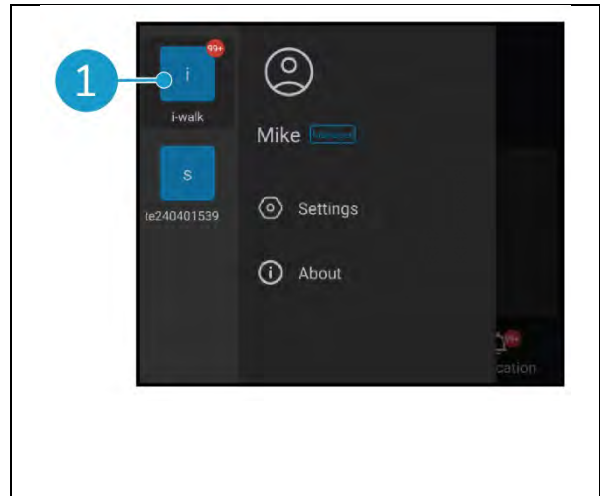 1
i
99+
i-walk
s
te240401539
Mike
Settings
About
99+
cation